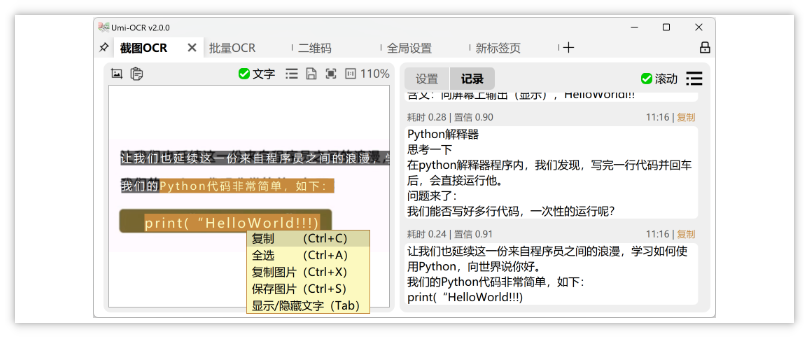 Umi-OCR v2.0.0
截图OCR
批量OCR
二维码
全局设置
新标签页
文字
110%
让我们也延续这一份来自程序员之间的浪漫，
我们的Python代码非常简单，如下：
print(“HelloWorld!!!)
复制 （Ctrl+C）
全选 （Ctrl+A）
复制图片（Ctrl+X）
保存图片（Ctrl+S）
显示/隐藏文字（Tab）
设置
记录
滚动
含义：向屏幕上输出（显示），HelloWorld!!
耗时 0.28 | 置信 0.90
11:16 | 复制
Python解释器
思考一下
在python解释器程序内，我们发现，写完一行代码并回车
后，会直接运行他。
问题来了：
我们能否写好多行代码，一次性的运行呢？
耗时 0.24 | 置信 0.91
11:16 | 复制
让我们也延续这一份来自程序员之间的浪漫，学习如何使
用Python，向世界说你好。
我们的Python代码非常简单，如下：
print(“HelloWorld!!!)